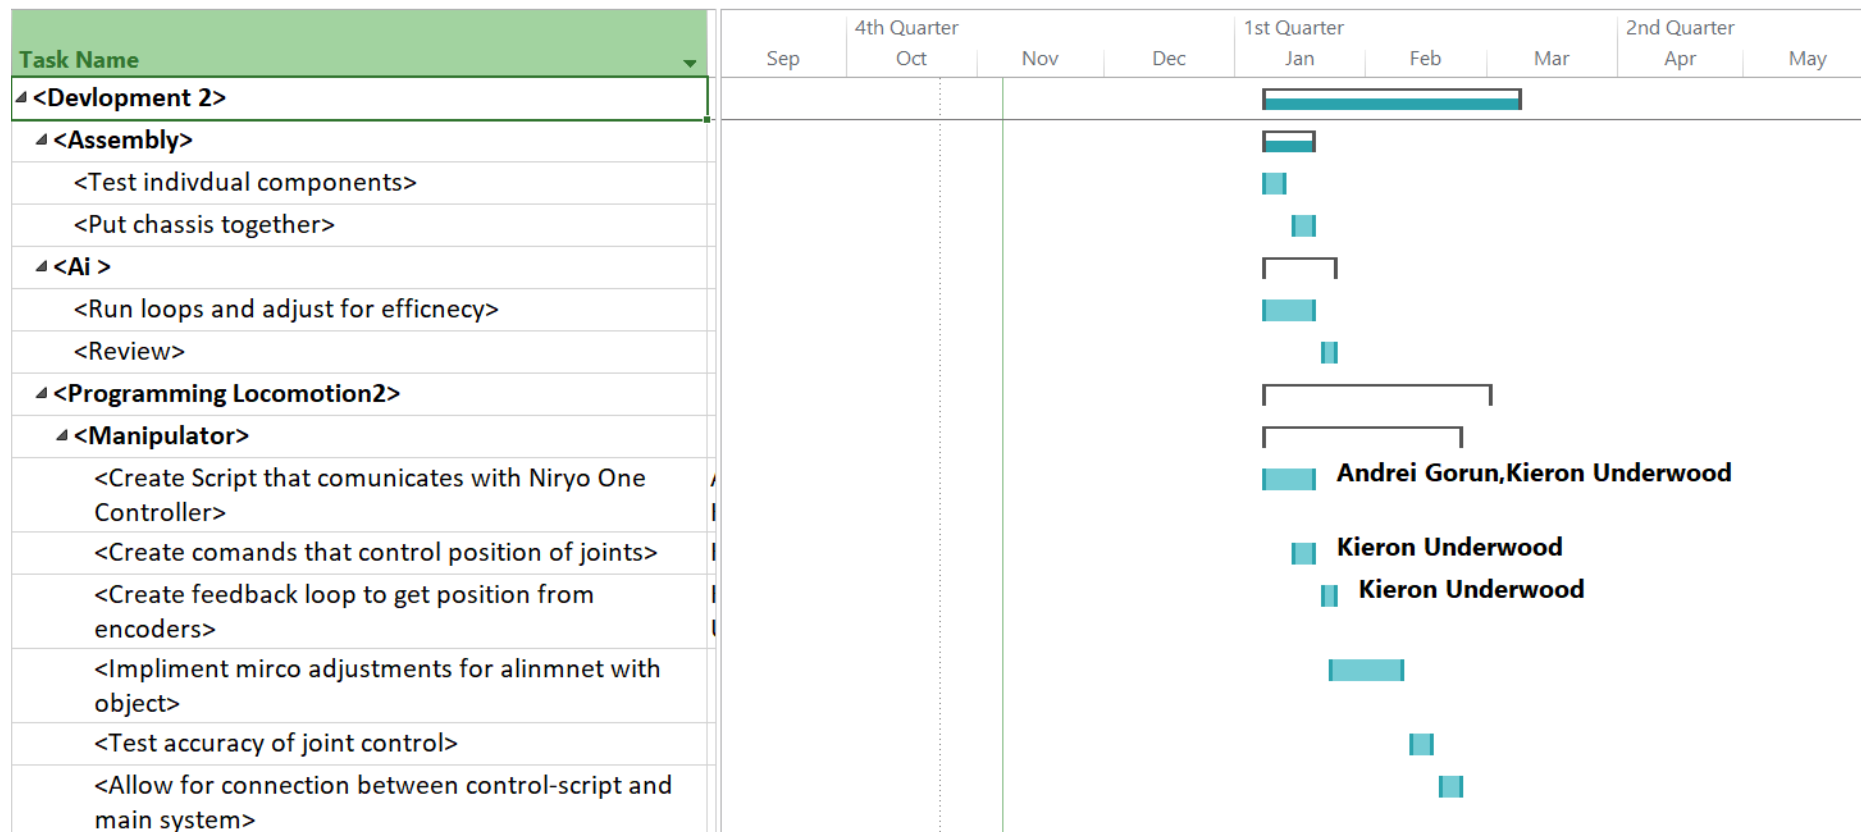 4th Quarter 1st Quarter 2nd Quarter
Task Name Sep Oct Nov Dec Jan Feb Mar Apr May
<Devlopment 2>
<Assembly>
<Test indivdual components>
<Put chassis together>
<Ai >
<Run loops and adjust for efficnecy>
<Review>
<Programming Locomotion2>
<Manipulator>
<Create Script that comunicates with Niryo One
Controller>
Andrei Gorun,Kieron Underwood
<Create comands that control position of joints>
Kieron Underwood
<Create feedback loop to get position from
encoders>
Kieron Underwood
<Impliment mirco adjustments for alinmnet with
object>
<Test accuracy of joint control>
<Allow for connection between control-script and
main system>